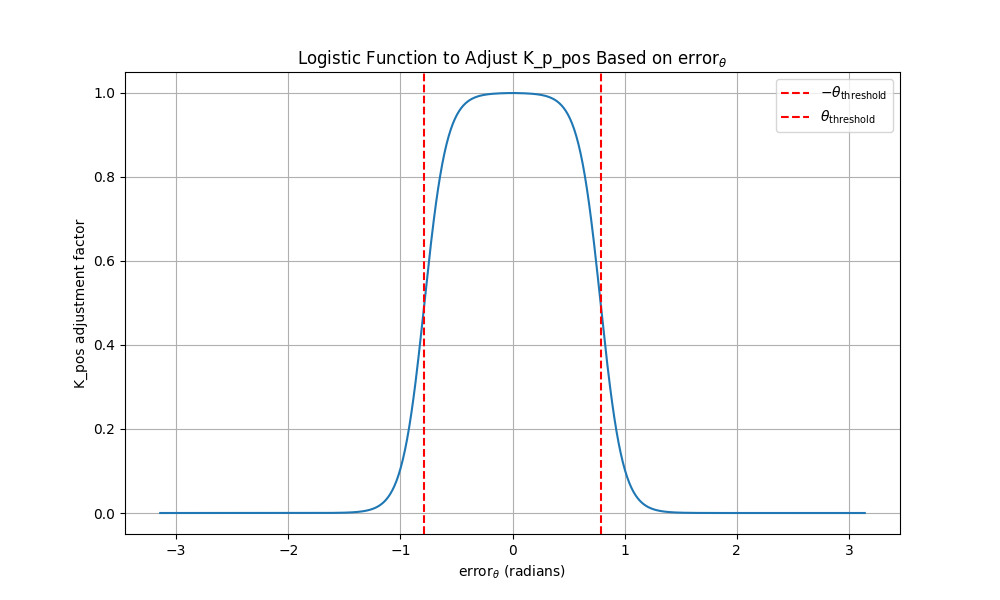 Logistic Function to Adjust K_p_pos Based on error_θ
−θ_threshold
θ_threshold
K_pos adjustment factor
1.0
0.8
0.6
0.4
0.2
0.0
−3 −2 −1 0 1 2 3
error_θ (radians)